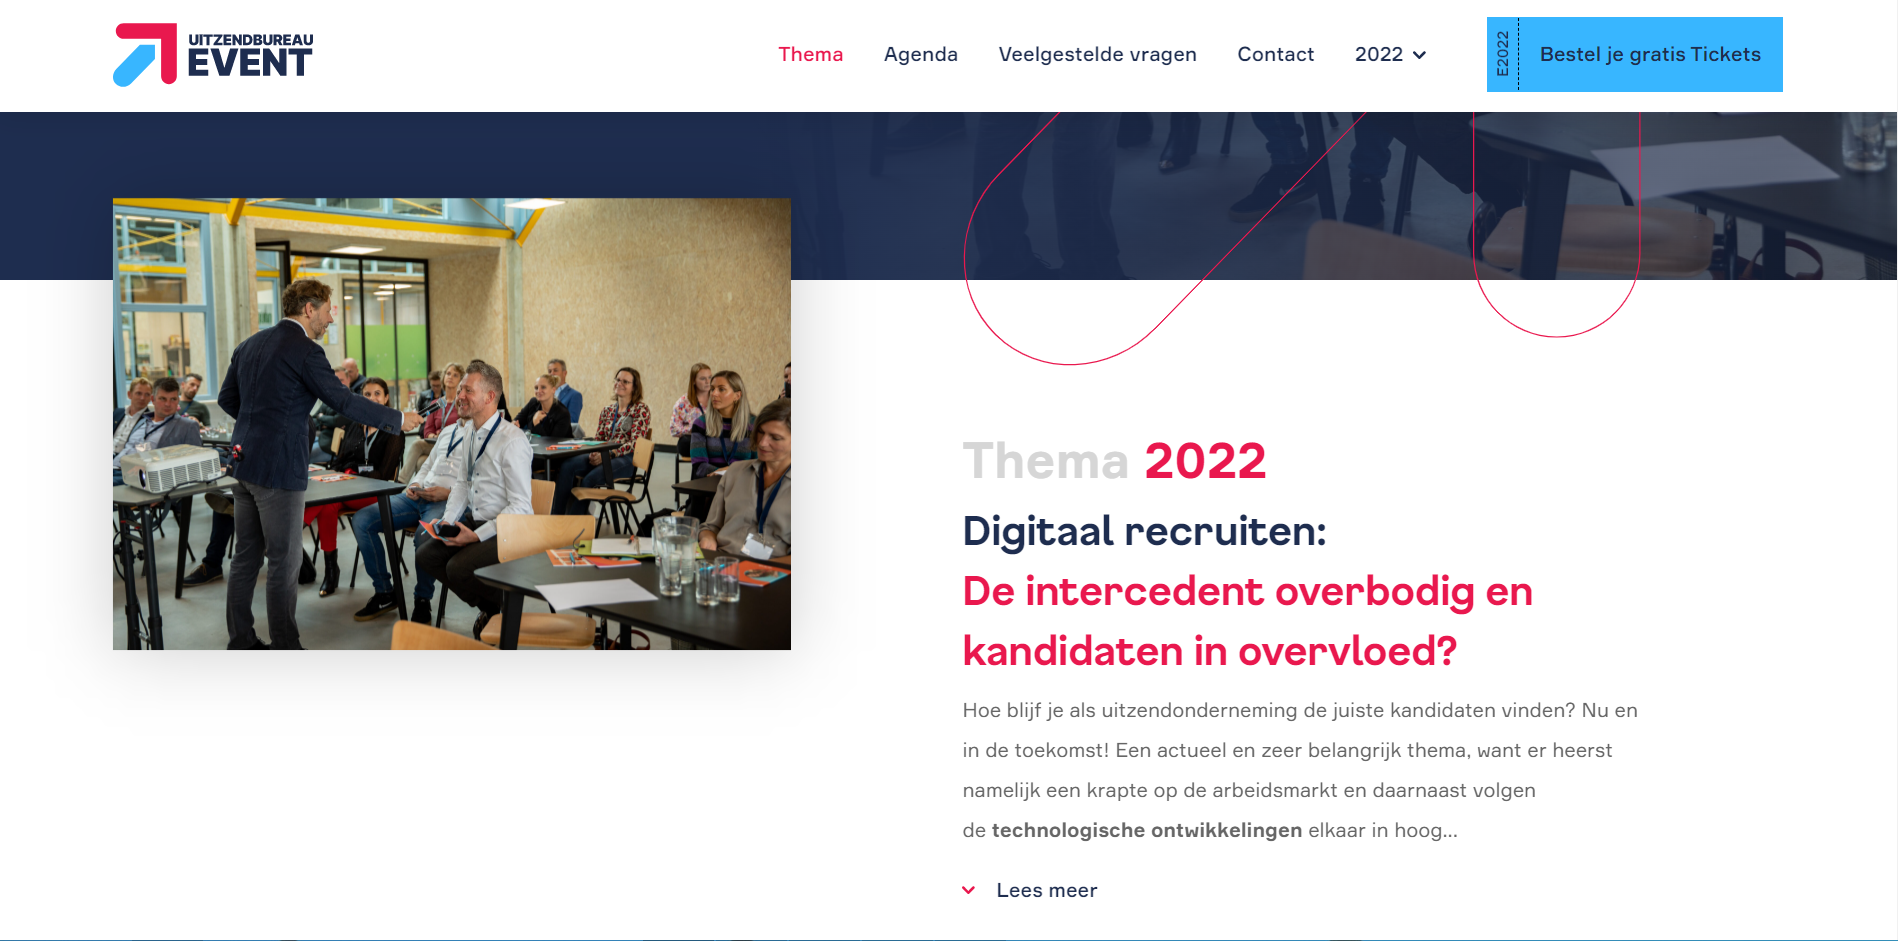 UITZENDBUREAU
EVENT
Thema
Agenda
Veelgestelde vragen
Contact
2022
E2022
Bestel je gratis Tickets
Thema 2022
Digitaal recruiten:
De intercedent overbodig en
kandidaten in overvloed?
Hoe blijf je als uitzendonderneming de juiste kandidaten vinden? Nu en
in de toekomst! Een actueel en zeer belangrijk thema, want er heerst
namelijk een krapte op de arbeidsmarkt en daarnaast volgen
de technologische ontwikkelingen elkaar in hoog...
Lees meer